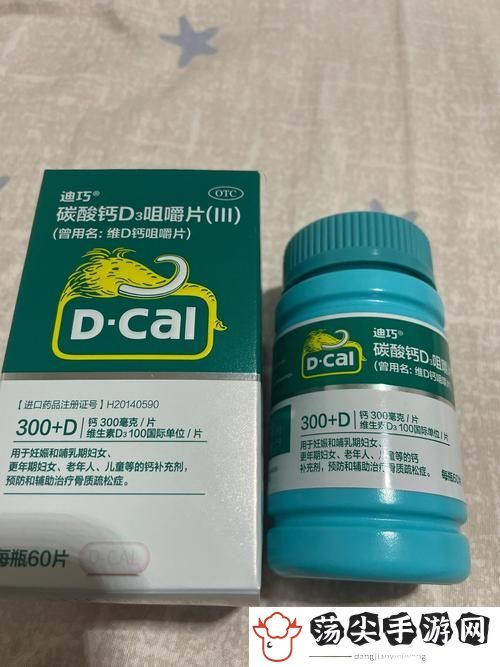 迪巧®
OTC
碳酸钙D3咀嚼片(III)
(曾用名: 维D钙咀嚼片)
D·Cal
【进口药品注册证号】H20140590
300+D
钙 300毫克 / 片
维生素D3 100国际单位 / 片
用于妊娠和哺乳期妇女、
更年期妇女、老年人、儿童等的钙
补充剂,
预防和辅助治疗骨质疏松症。
每瓶60片
D-CAL
迪巧®
D·Cal
碳酸钙D3咀嚼
(曾用名: 维D钙咀嚼
300+D
钙 300毫克 / 片
维生素D3 100国际单位 / 片
用于妊娠和哺乳期妇女、
更年期妇女、老年人、儿童等的钙
补充剂, 预防和辅助治疗骨质疏松症。
每瓶60片
荡尖手游网